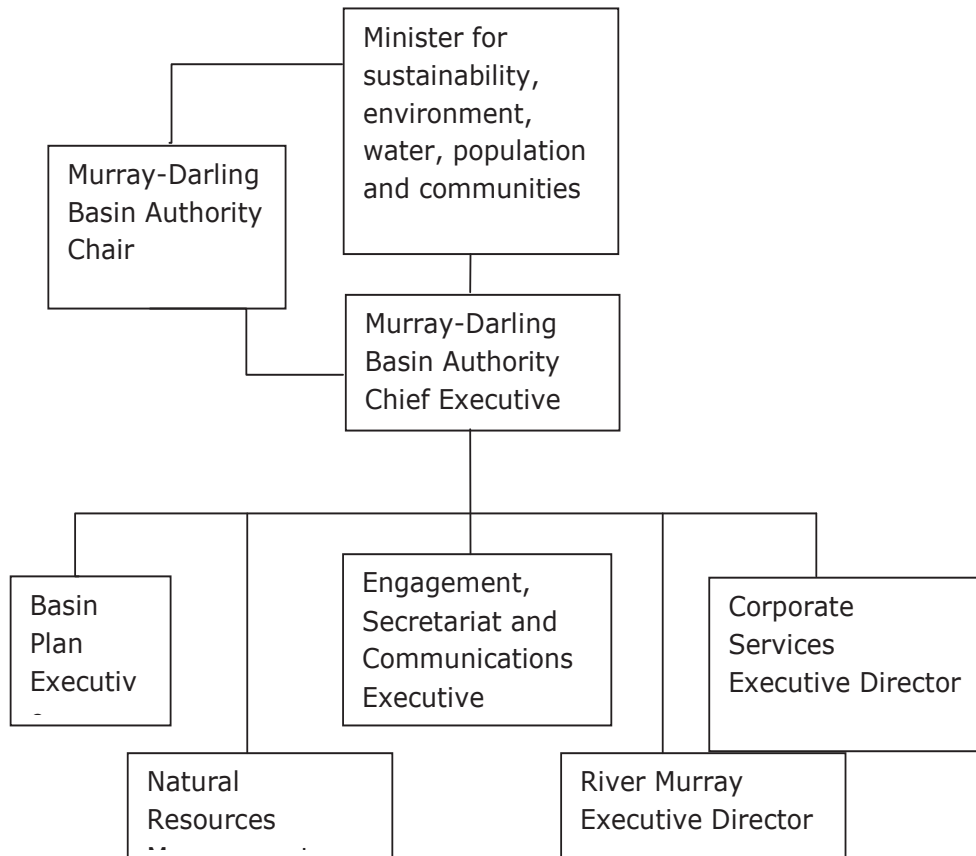 Minister for
sustainability,
environment,
water, population
and communities
Murray-Darling
Basin Authority
Chair
Murray-Darling
Basin Authority
Chief Executive
Basin
Plan
Executiv
Engagement,
Secretariat and
Communications
Executive
Corporate
Services
Executive Director
Natural
Resources
River Murray
Executive Director